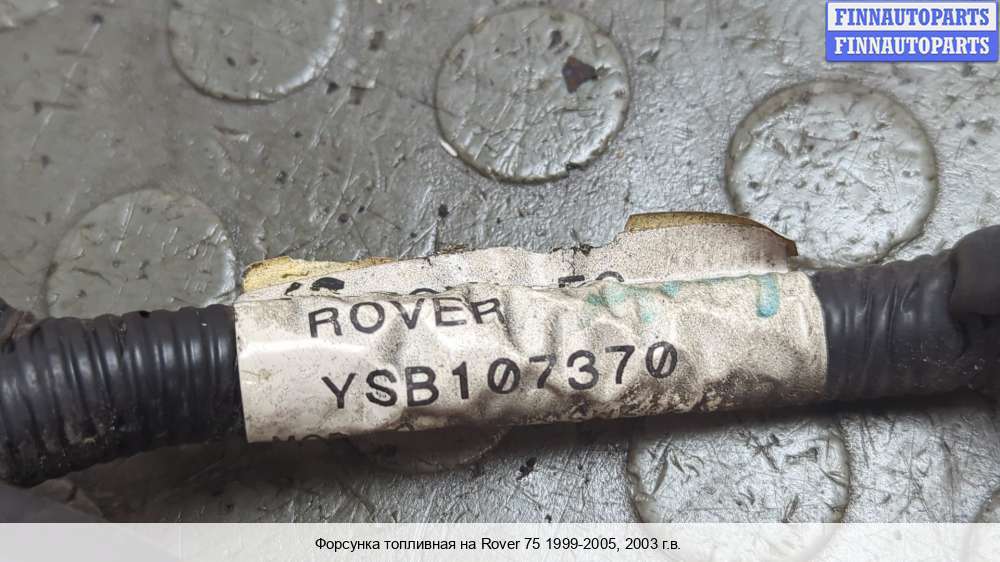 FINNAUTOPARTS
FINNAUTOPARTS
ROVER
YSB107370
Форсунка топливная на Rover 75 1999-2005, 2003 г.в.